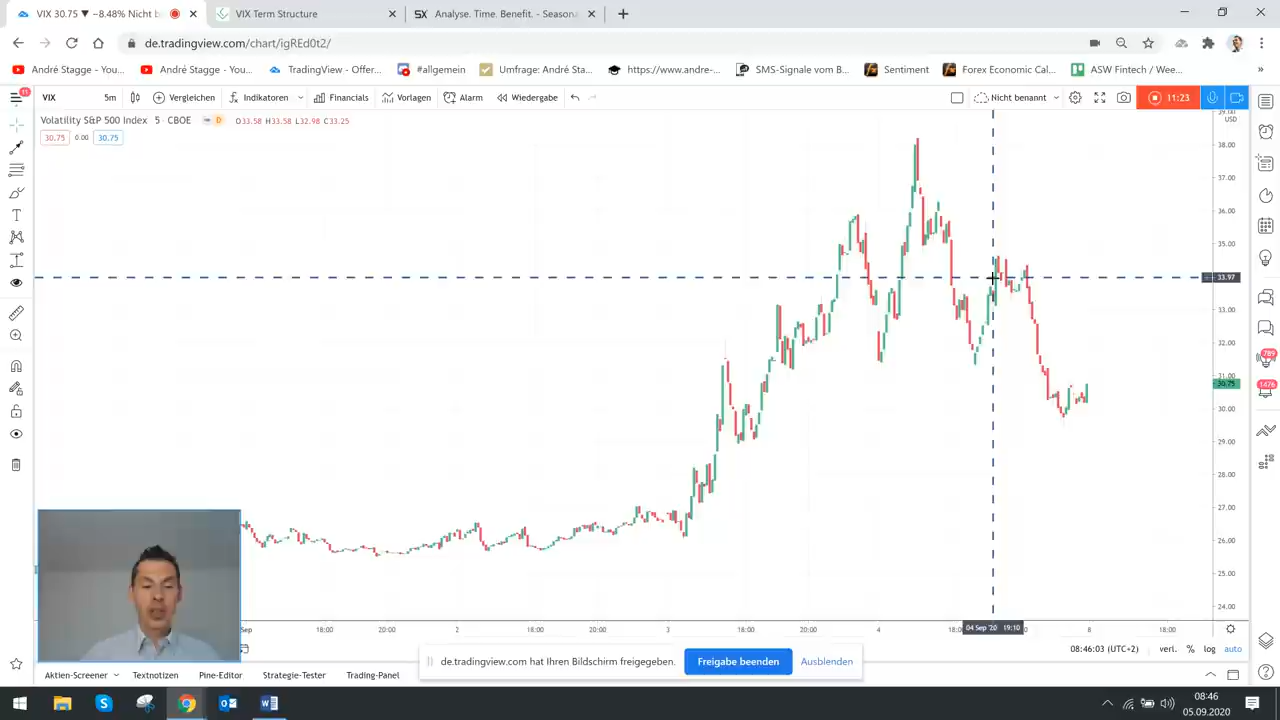 VIX 30.75 ▼ −8.48% Nicht b
VIX Term Structure
SX Analyse. Time. Benefit. - Seasona
de.tradingview.com/chart/igREd0t2/
André Stagge - You...
André Stagge - You...
TradingView - Offer...
#allgemein
Umfrage: André Sta...
https://www.andre-...
SMS-Signale vom B...
Sentiment
Forex Economic Cal...
ASW Fintech / Wee...
»
11
VIX
5m
Vergleichen
Indikatoren
Financials
Vorlagen
Alarm
Wiedergabe
Nicht benannt
11:23
Volatility S&P 500 Index · 5 · CBOE
D
O33.58 H33.58 L32.98 C33.25
30.75 0.00 30.75
USD
38.00
37.00
36.00
35.00
33.97
33.00
32.00
31.00
30.75
30.00
29.00
28.00
27.00
26.00
25.00
24.00
789
1476
Sep
18:00
20:00
2
20:00
3
18:00
20:00
4
04 Sep '20 19:10
8
18:00
08:46:03 (UTC+2)
verl.
%
log
auto
de.tradingview.com hat Ihren Bildschirm freigegeben.
Freigabe beenden
Ausblenden
Aktien-Screener
Textnotizen
Pine-Editor
Strategie-Tester
Trading-Panel
08:46
05.09.2020